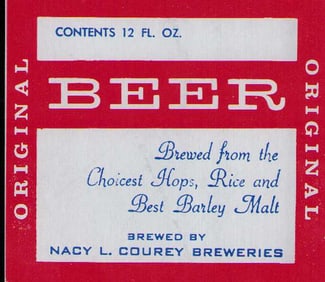 CONTENTS 12 FL. OZ.
BEER
ORIGINAL
ORIGINAL
Brewed from the
Choicest Hops, Rice and
Best Barley Malt
BREWED BY
NACY L. COUREY BREWERIES